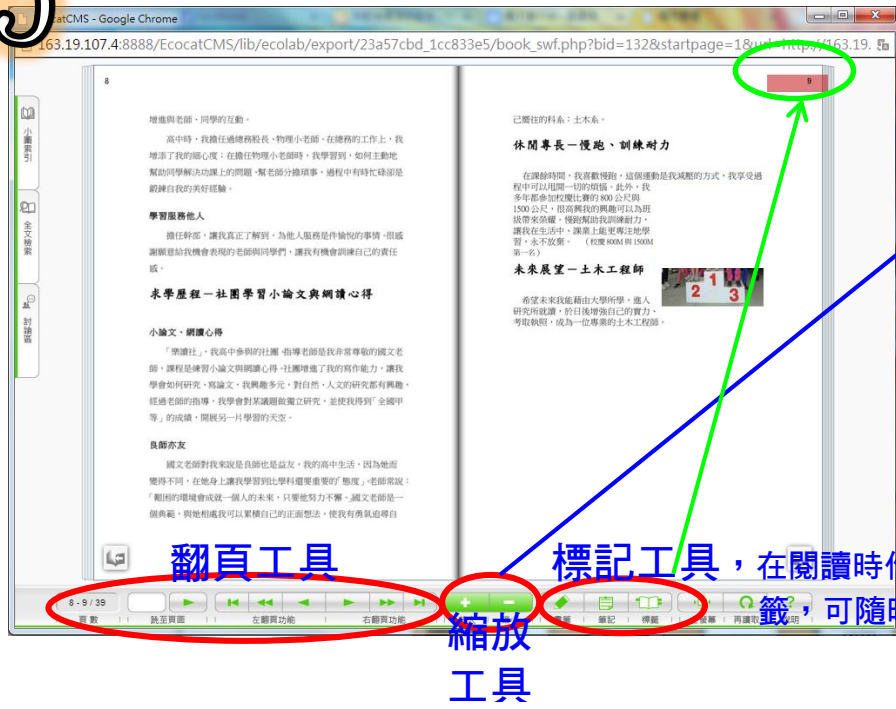 catCMS - Google Chrome
163.19.107.4:8888/EcocatCMS/lib/ecolab/export/23a57cbd_1cc833e5/book_swf.php?bid=132&startpage=1&url=http://163.19.
小圖索引
全文檢索
討論區
8
增進與老師、同學的互動。
高中時，我擔任過總務股長、物理小老師。在總務的工作上，我
增添了我的細心度；在擔任物理小老師時，我學習到，如何主動地
幫助同學解決功課上的問題、幫老師分擔瑣事，過程中有時忙碌卻是
鍛鍊自我的美好經驗。
學習服務他人
擔任幹部，讓我真正了解到，為他人服務是件愉悅的事情。很感
謝願意給我機會表現的老師與同學們，讓我有機會訓練自己的責任
感。
求學歷程－社團學習小論文與網讀心得
小論文、網讀心得
「樂讀社」，我高中參與的社團。指導老師是我非常尊敬的國文老
師，課程是練習小論文與網讀心得。社團增進了我的寫作能力，讓我
學會如何研究、寫論文，我興趣多元，對自然、人文的研究都有興趣，
經過老師的指導，我學會對某議題做獨立研究，並使我得到「全國甲
等」的成績，開展另一片學習的天空。
良師亦友
國文老師對我來說是良師也是益友，我的高中生活，因為她而
變得不同，在她身上讓我學習到比學科還要重要的「態度」。老師常說：
「艱困的環境會成就一個人的未來，只要他努力不懈。」國文老師是一
個典範，與她相處我可以累積自己的正面想法，使我有勇氣追尋自
9
己嚮往的科系：土木系。
休閒專長－慢跑、訓練耐力
在課餘時間，我喜歡慢跑，這個運動是我減壓的方式，我享受過
程中可以甩開一切的煩惱。此外，我
多年都參加校慶比賽的 800 公尺與
1500 公尺，很高興我的興趣可以為班
級帶來榮耀。慢跑幫助我訓練耐力，
讓我在生活中、課業上能更專注地學
習，永不放棄。 （校慶 800M 與 1500M
第一名）
未來展望－土木工程師
希望未來我能藉由大學所學，進入
研究所就讀，於日後增強自己的實力、
考取執照，成為一位專業的土木工程師。
1
2 3
翻頁工具
標記工具，在閱讀時
籤，可隨
縮放
工具
8 - 9 / 39
頁 數
跳至頁面
左翻頁功能
右翻頁功能
筆記
標籤
再讀取